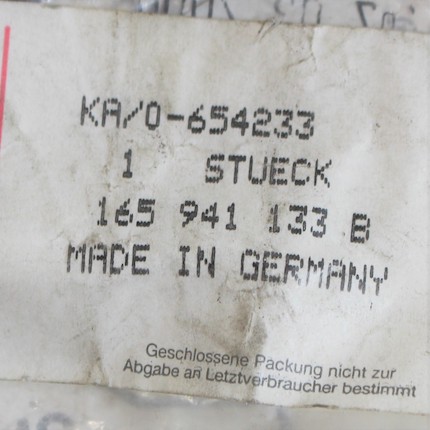 KA/0-654233
1 STUECK
165 941 133 B
MADE IN GERMANY
Geschlossene Packung nicht zur
Abgabe an Letztverbraucher bestimmt